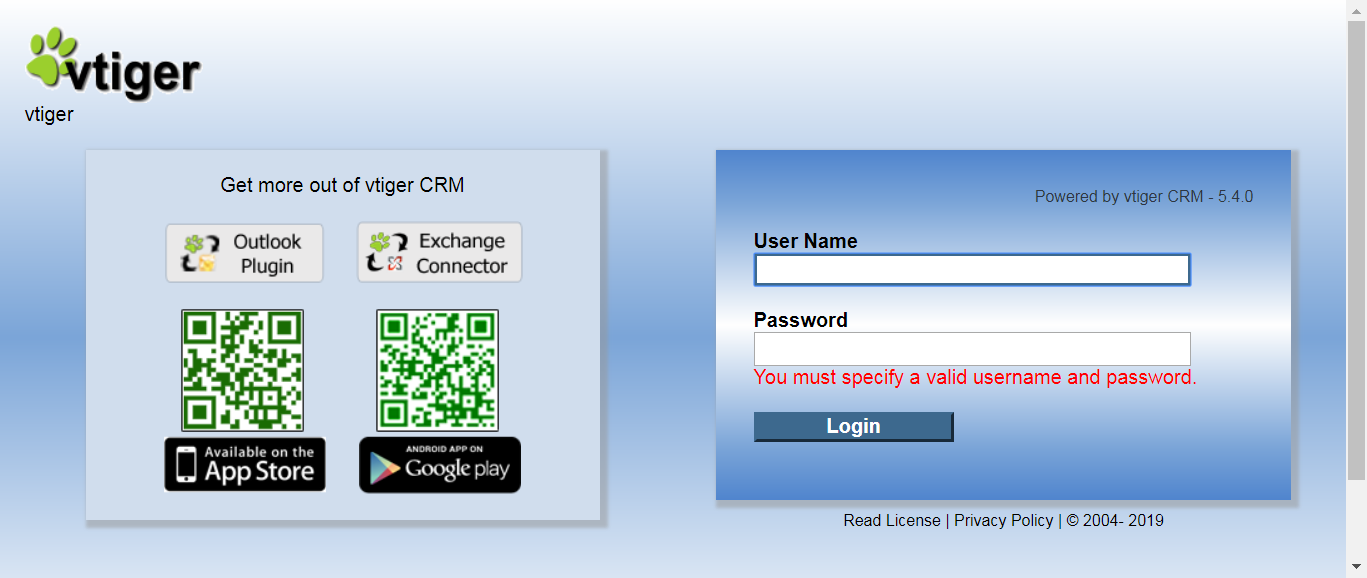 vtiger
vtiger
Get more out of vtiger CRM
Outlook
Plugin
Exchange
Connector
Available on the
App Store
ANDROID APP ON
Google play
Powered by vtiger CRM - 5.4.0
User Name
Password
You must specify a valid username and password.
Login
Read License | Privacy Policy | © 2004- 2019